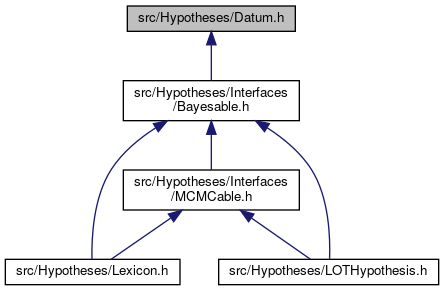 src/Hypotheses/Datum.h
src/Hypotheses/Interfaces
/Bayesable.h
src/Hypotheses/Interfaces
/MCMCable.h
src/Hypotheses/Lexicon.h
src/Hypotheses/LOTHypothesis.h